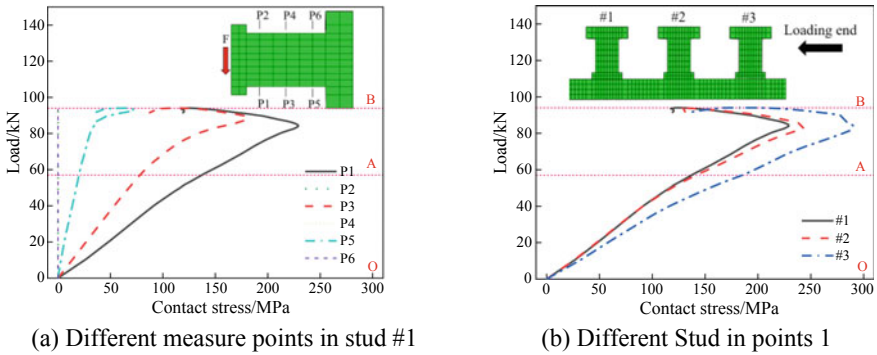 P2 P4 P6
F
P1 P3 P5
B
A
O
P1
P2
P3
P4
P5
P6
140
120
100
80
60
40
20
0
Load/kN
0 50 100 150 200 250 300
Contact stress/MPa
(a) Different measure points in stud #1
#1 #2 #3
Loading end
B
A
O
#1
#2
#3
140
120
100
80
60
40
20
0
Load/kN
0 50 100 150 200 250 300
Contact stress/MPa
(b) Different Stud in points 1